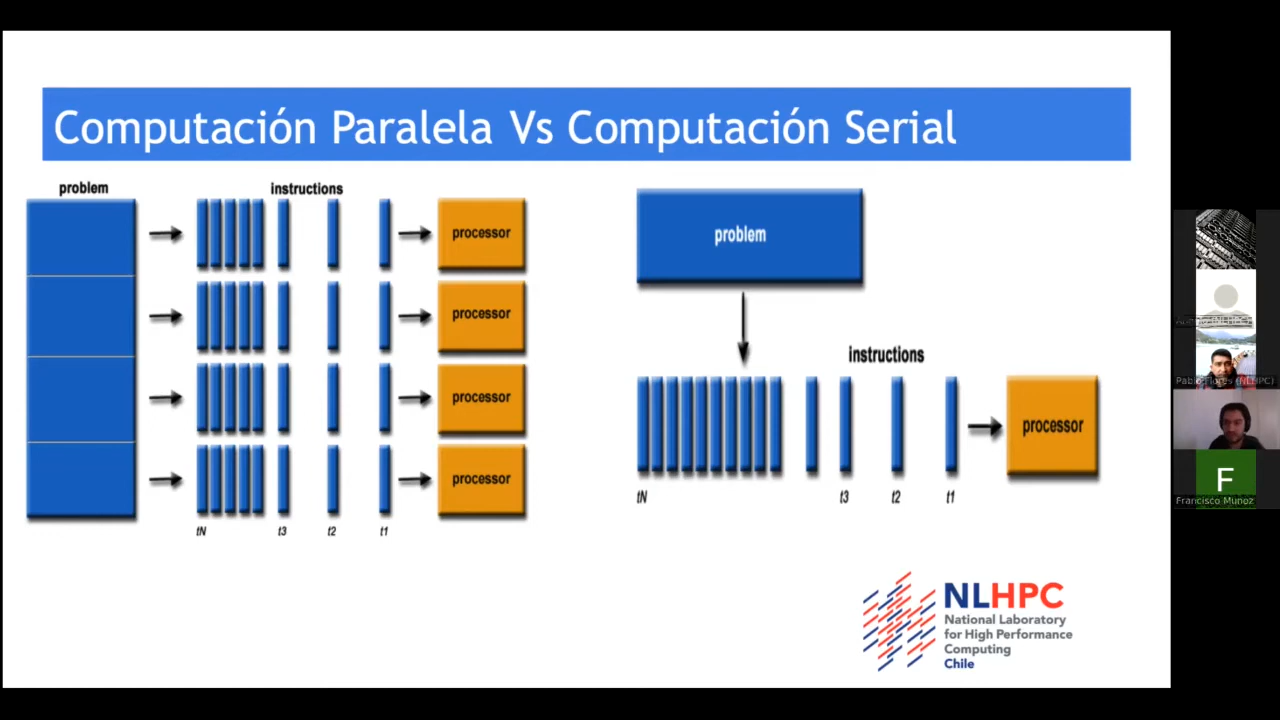 Computación Paralela Vs Computación Serial
problem
instructions
processor
processor
processor
processor
tN
t3
t2
t1
problem
instructions
processor
tN
t3
t2
t1
NLHPC
National Laboratory
for High Performance
Computing
Chile
Pablo Flores (NLHPC)
F
Francisco Munoz